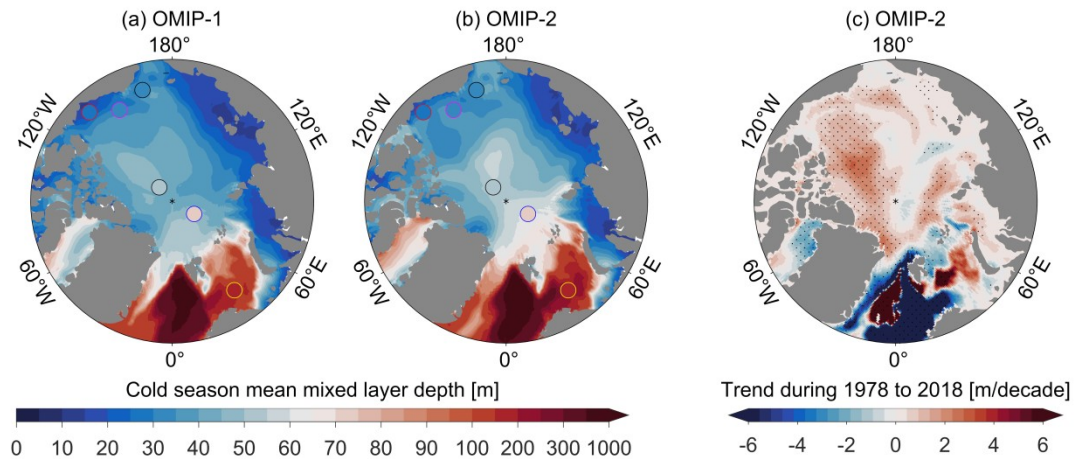 (a) OMIP-1 (b) OMIP-2 (c) OMIP-2
180° 180° 180°
120°W 120°E 120°W 120°E 120°W 120°E
60°W 60°E 60°W 60°E 60°W 60°E
0° 0° 0°
Cold season mean mixed layer depth [m] Trend during 1978 to 2018 [m/decade]
0 10 20 30 40 50 60 70 80 90 100 200 300 1000 -6 -4 -2 0 2 4 6